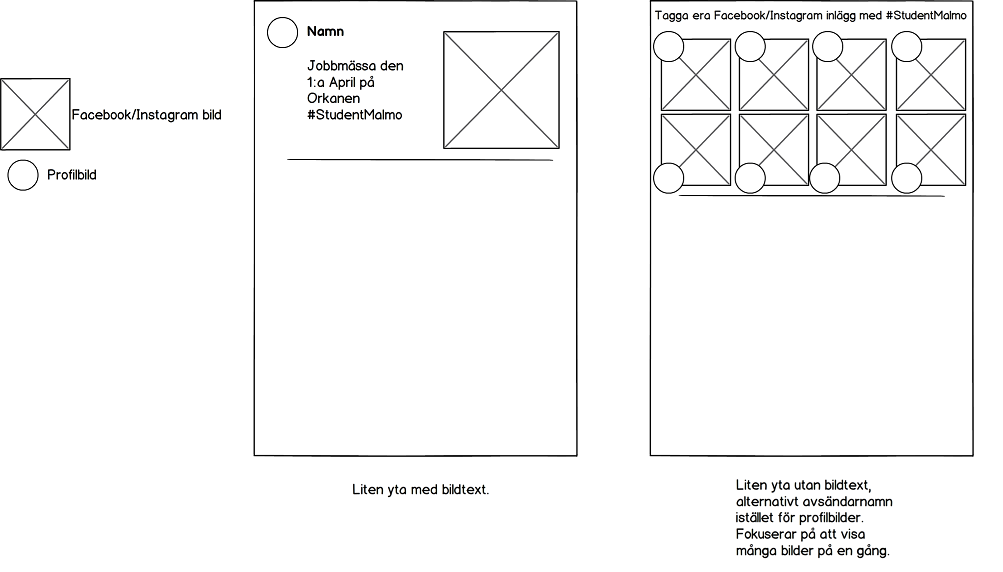 Facebook/Instagram bild
Profilbild
Namn
Jobbmässa den
1:a April på
Orkanen
#StudentMalmo
Liten yta med bildtext.
Tagga era Facebook/Instagram inlägg med #StudentMalmo
Liten yta utan bildtext,
alternativt avsändarnamn
istället för profilbilder.
Fokuserar på att visa
många bilder på en gång.